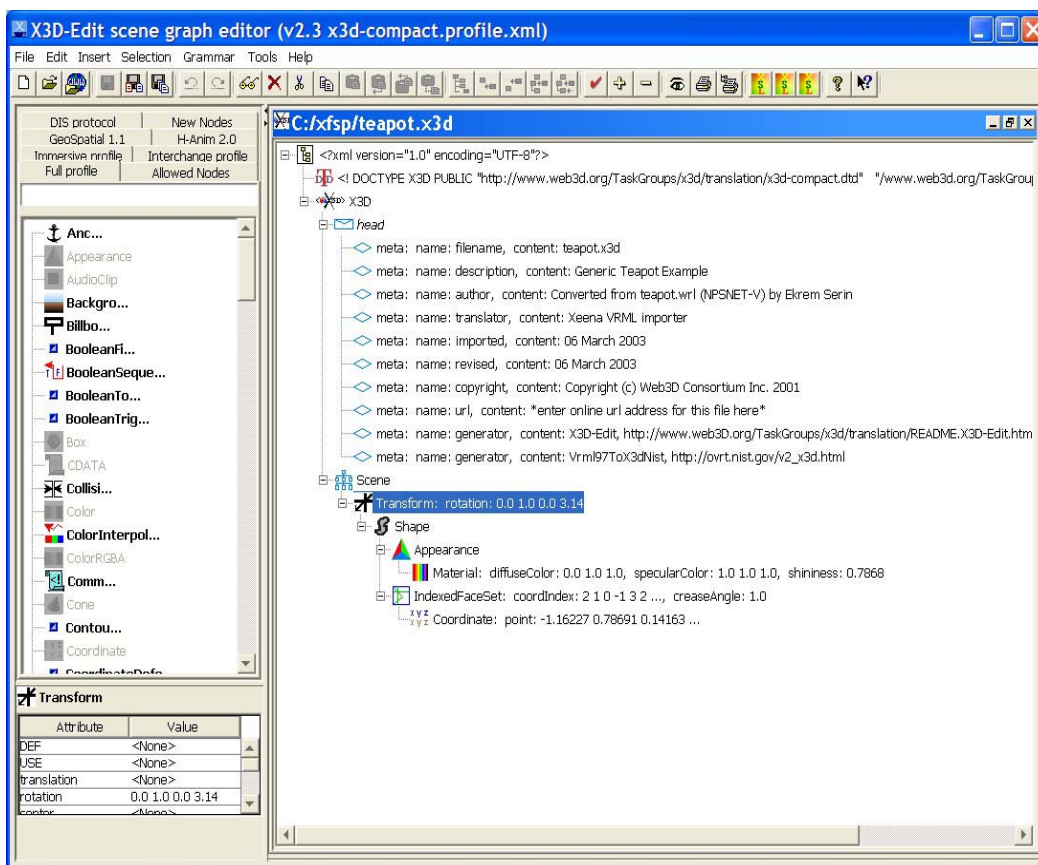 X3D-Edit scene graph editor (v2.3 x3d-compact.profile.xml)
File Edit Insert Selection Grammar Tools Help
DIS protocol New Nodes
GeoSpatial 1.1 H-Anim 2.0
Immersive profile Interchange profile
Full profile Allowed Nodes
Anc...
Appearance
AudioClip
Backgro...
Billbo...
BooleanFi...
BooleanSeque...
BooleanTo...
BooleanTrig...
Box
CDATA
Collisi...
Color
ColorInterpol...
ColorRGBA
Comm...
Cone
Contou...
Coordinate
CoordinateDefo
Transform
Attribute Value
DEF <None>
USE <None>
translation <None>
rotation 0.0 1.0 0.0 3.14
center <None>
C:/xfsp/teapot.x3d
<?xml version="1.0" encoding="UTF-8"?>
DTD <! DOCTYPE X3D PUBLIC "http://www.web3d.org/TaskGroups/x3d/translation/x3d-compact.dtd" "/www.web3d.org/TaskGrou
X3D
head
meta: name: filename, content: teapot.x3d
meta: name: description, content: Generic Teapot Example
meta: name: author, content: Converted from teapot.wrl (NPSNET-V) by Ekrem Serin
meta: name: translator, content: Xeena VRML importer
meta: name: imported, content: 06 March 2003
meta: name: revised, content: 06 March 2003
meta: name: copyright, content: Copyright (c) Web3D Consortium Inc. 2001
meta: name: url, content: *enter online url address for this file here*
meta: name: generator, content: X3D-Edit, http://www.web3D.org/TaskGroups/x3d/translation/README.X3D-Edit.htm
meta: name: generator, content: Vrml97ToX3dNist, http://ovrt.nist.gov/v2_x3d.html
Scene
Transform: rotation: 0.0 1.0 0.0 3.14
Shape
Appearance
Material: diffuseColor: 0.0 1.0 1.0, specularColor: 1.0 1.0 1.0, shininess: 0.7868
IndexedFaceSet: coordIndex: 2 1 0 -1 3 2 ..., creaseAngle: 1.0
Coordinate: point: -1.16227 0.78691 0.14163 ...